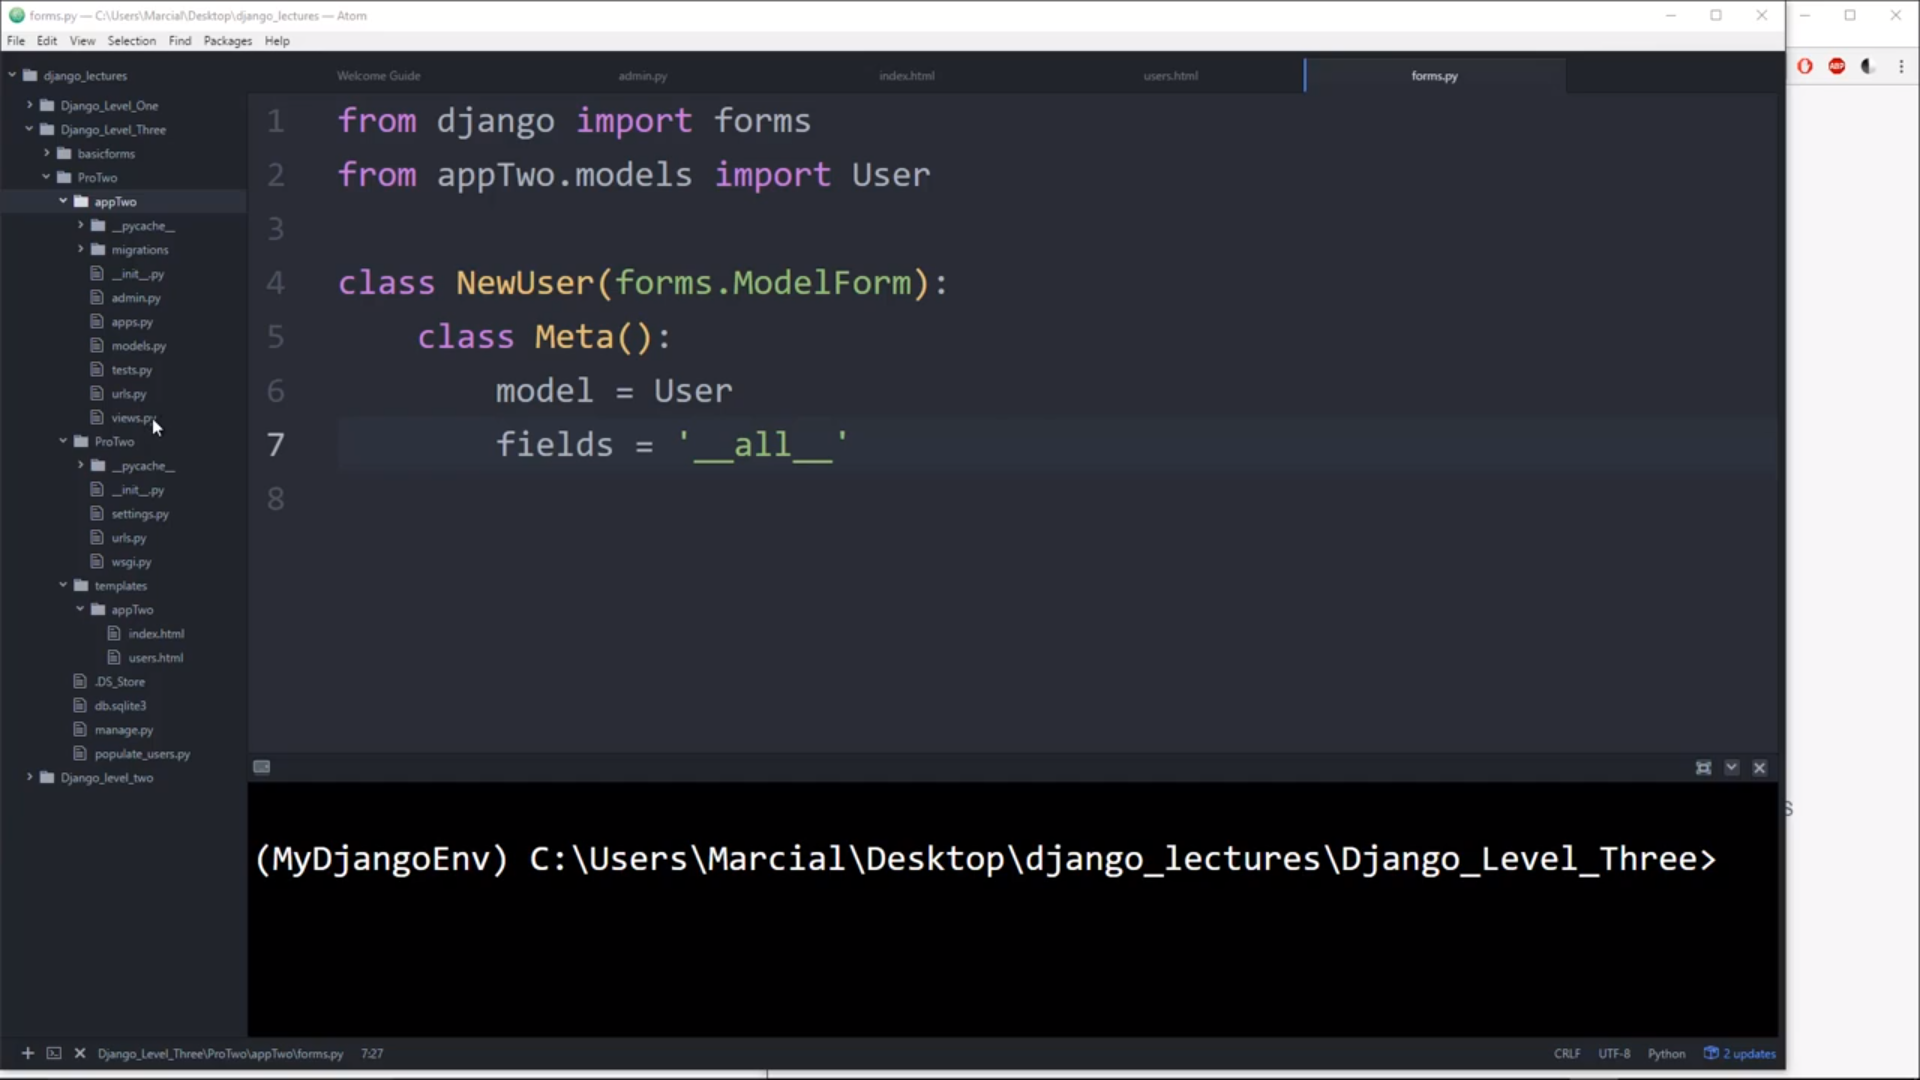 forms.py — C:\Users\Marcial\Desktop\django_lectures — Atom
File Edit View Selection Find Packages Help
django_lectures
Django_Level_One
Django_Level_Three
basicforms
ProTwo
appTwo
__pycache__
migrations
__init__.py
admin.py
apps.py
models.py
tests.py
urls.py
views.py
ProTwo
__pycache__
__init__.py
settings.py
urls.py
wsgi.py
templates
appTwo
index.html
users.html
.DS_Store
db.sqlite3
manage.py
populate_users.py
Django_level_two
Welcome Guide admin.py index.html users.html forms.py
1 from django import forms
2 from appTwo.models import User
3
4 class NewUser(forms.ModelForm):
5 class Meta():
6 model = User
7 fields = '__all__'
8
(MyDjangoEnv) C:\Users\Marcial\Desktop\django_lectures\Django_Level_Three>
Django_Level_Three\ProTwo\appTwo\forms.py 7:27
CRLF UTF-8 Python 2 updates
ABP
s